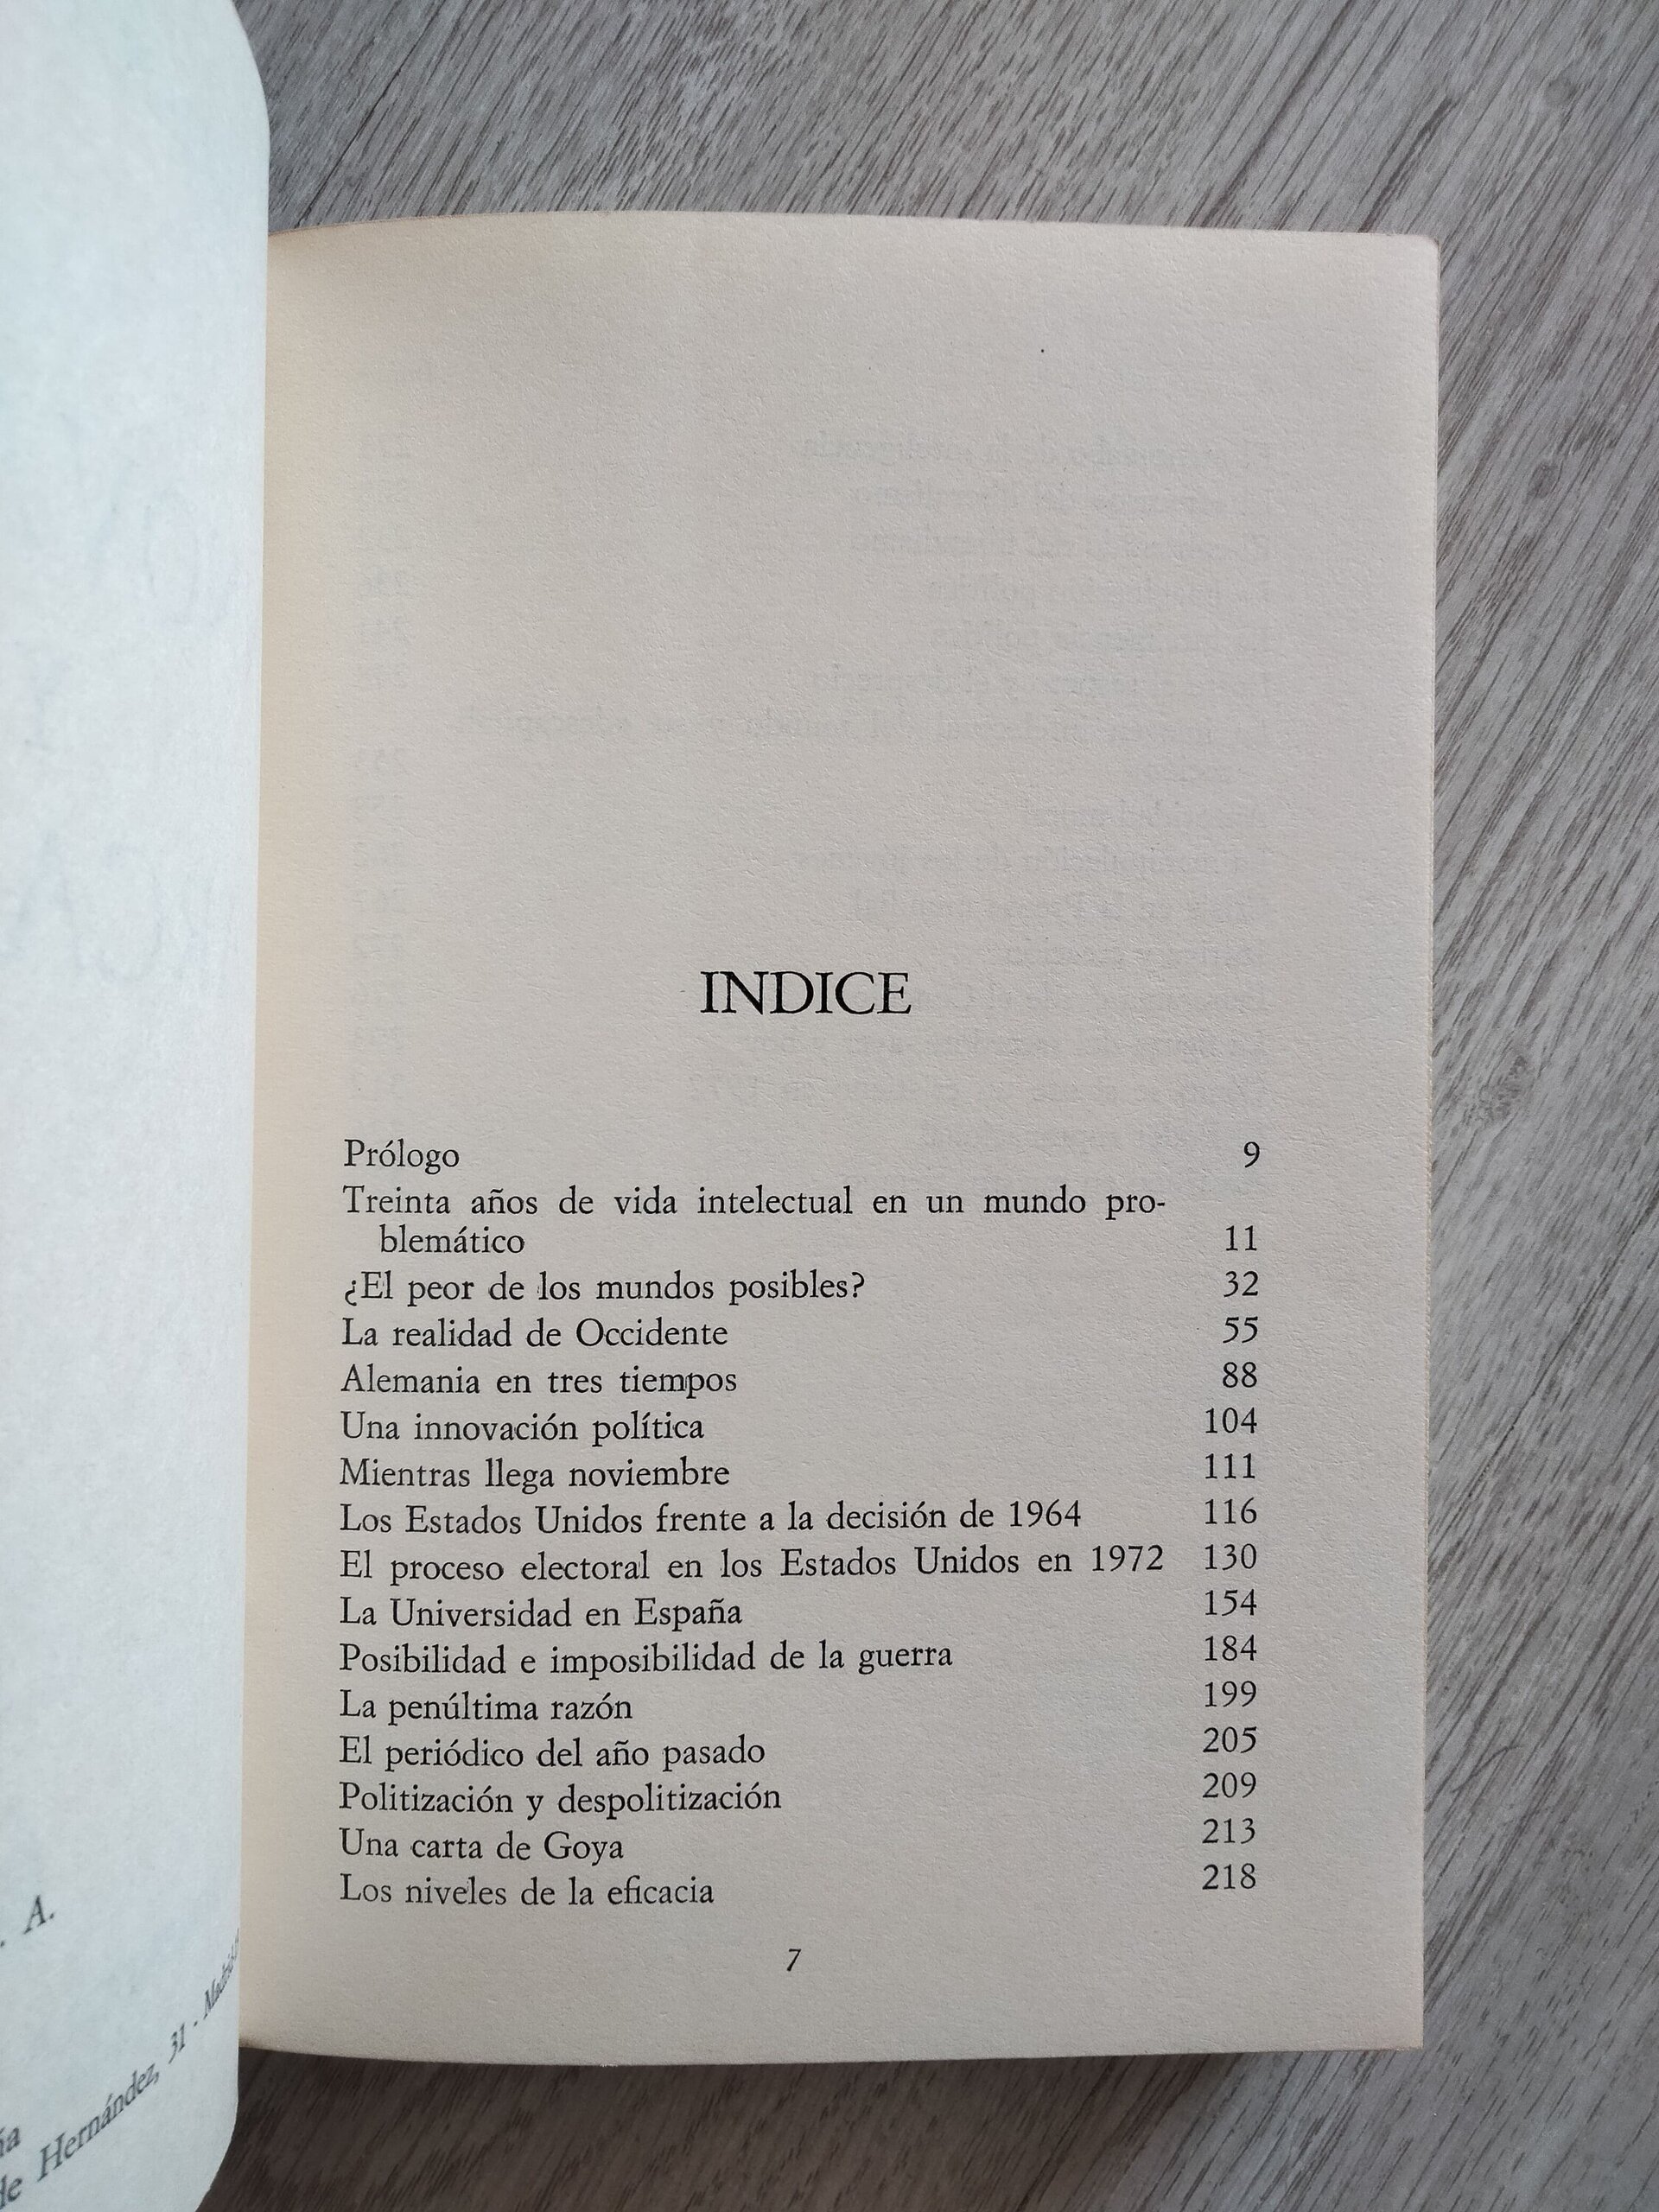 . A.
de Hernández, 31 - Madrid
INDICE
Prólogo 9
Treinta años de vida intelectual en un mundo pro-
blemático 11
¿El peor de los mundos posibles? 32
La realidad de Occidente 55
Alemania en tres tiempos 88
Una innovación política 104
Mientras llega noviembre 111
Los Estados Unidos frente a la decisión de 1964 116
El proceso electoral en los Estados Unidos en 1972 130
La Universidad en España 154
Posibilidad e imposibilidad de la guerra 184
La penúltima razón 199
El periódico del año pasado 205
Politización y despolitización 209
Una carta de Goya 213
Los niveles de la eficacia 218
7